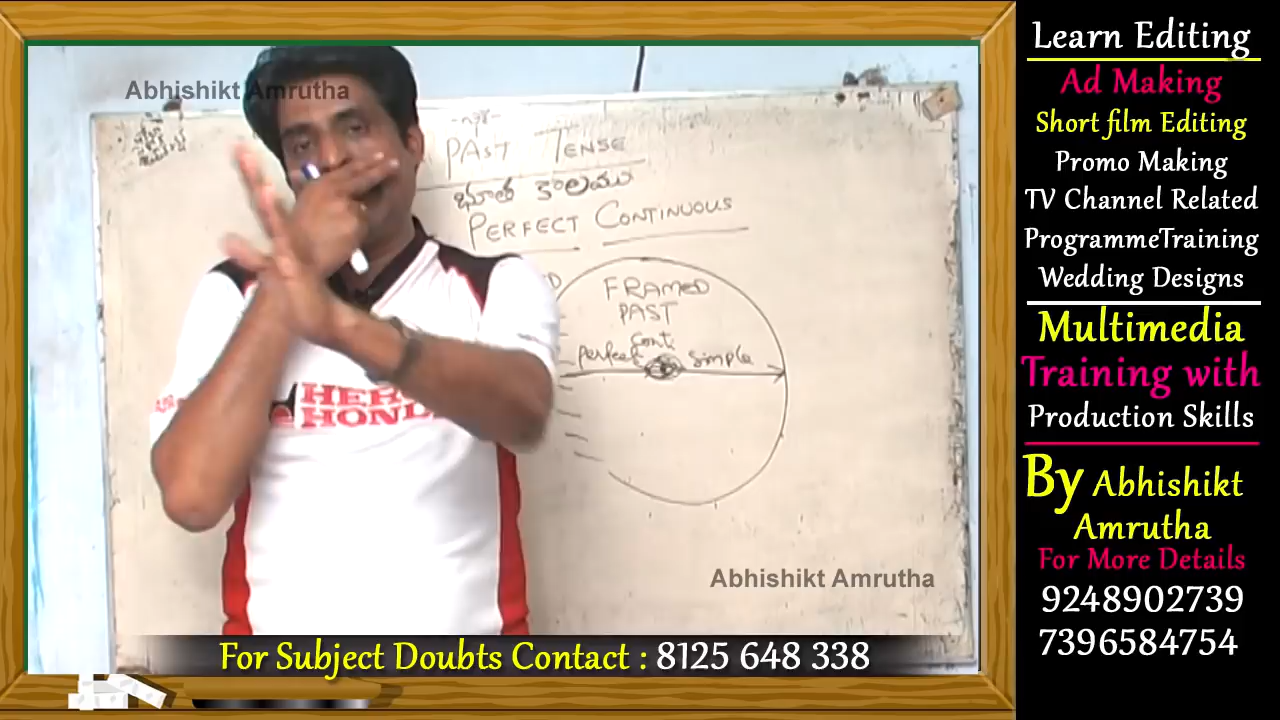 Abhishikt Amrutha
PAST TENSE
భూత కాలము
PERFECT CONTINUOUS
FRAMED
PAST
Cont.
perfect simple
HERO
HONDA
Abhishikt Amrutha
For Subject Doubts Contact : 8125 648 338
Learn Editing
Ad Making
Short film Editing
Promo Making
TV Channel Related
ProgrammeTraining
Wedding Designs
Multimedia
Training with
Production Skills
By Abhishikt
Amrutha
For More Details
9248902739
7396584754